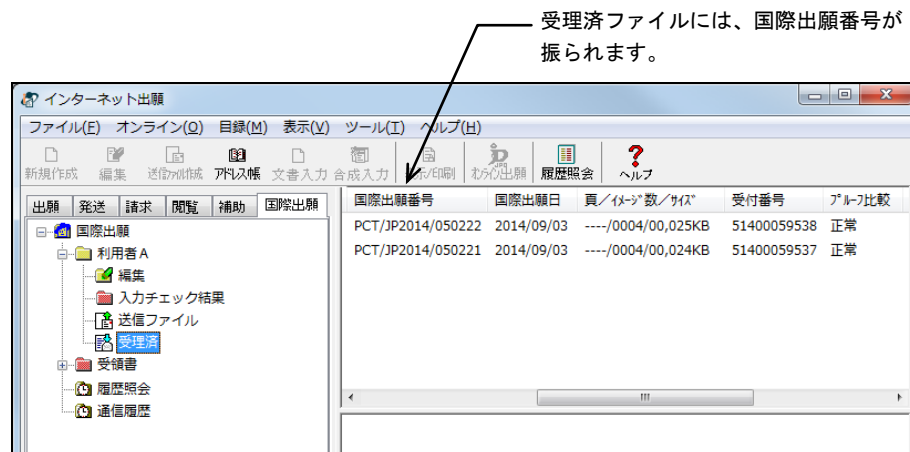 受理済ファイルには、国際出願番号が
振られます。
インターネット出願
ファイル(F) オンライン(O) 目録(M) 表示(V) ツール(T) ヘルプ(H)
新規作成 編集 送信ファイル作成 アドレス帳 文書入力 合成入力 オンライン出願 履歴照会 ヘルプ
出願 発送 請求 閲覧 補助 国際出願
国際出願番号 国際出願日 頁/イメージ数/サイズ 受付番号 プルーフ比較
PCT/JP2014/050222 2014/09/03 ----/0004/00,025KB 51400059538 正常
PCT/JP2014/050221 2014/09/03 ----/0004/00,024KB 51400059537 正常
国際出願
利用者A
編集
入力チェック結果
送信ファイル
受理済
受領書
履歴照会
通信履歴